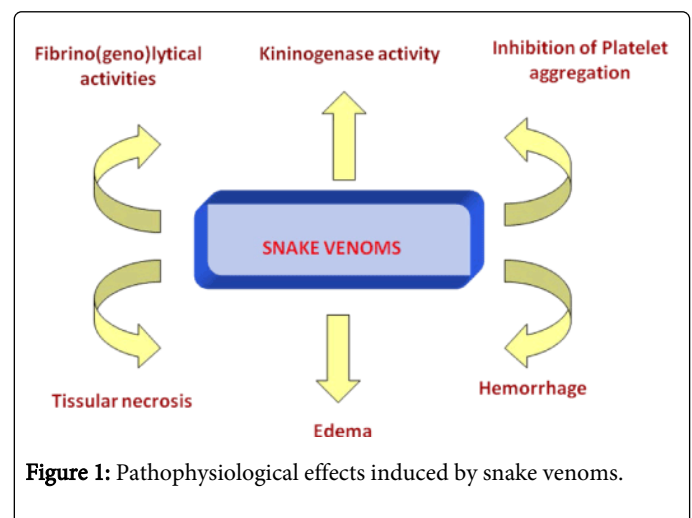 Fibrino(geno)lytical
activities
Kininogenase activity
Inhibition of Platelet
aggregation
SNAKE VENOMS
Tissular necrosis
Edema
Hemorrhage
Figure 1: Pathophysiological effects induced by snake venoms.